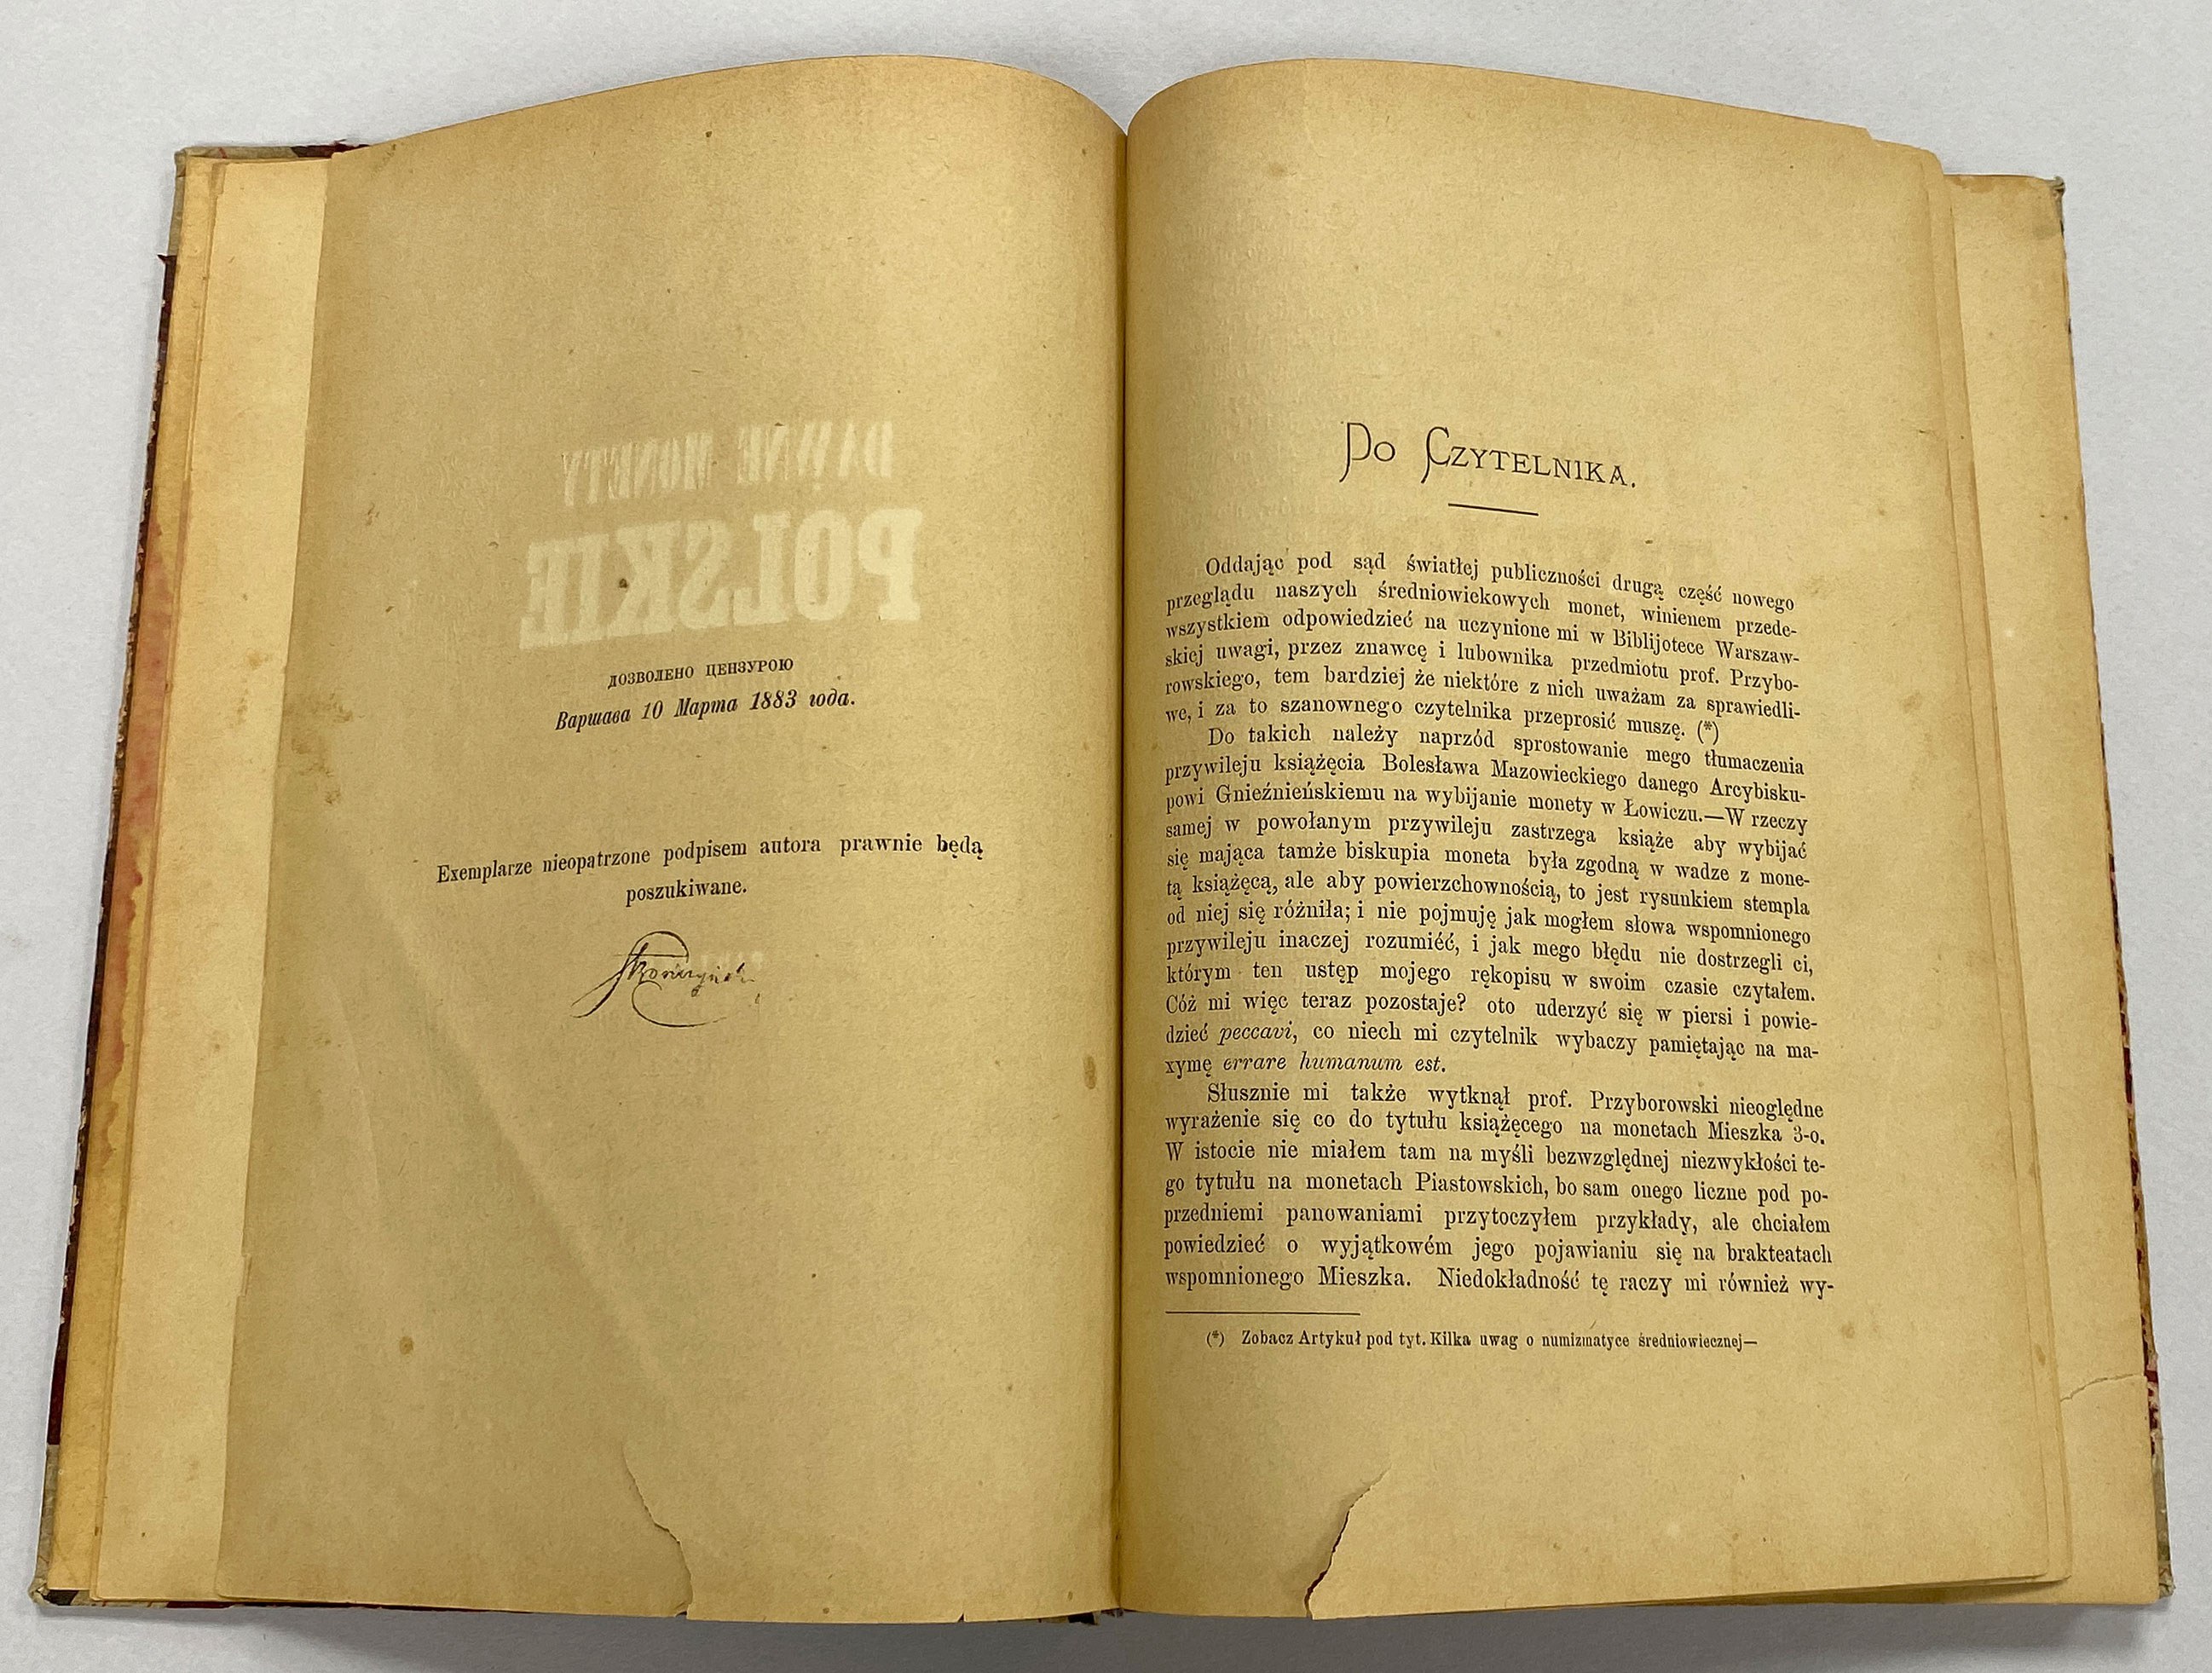 DAWNE MONETY
POLSKIE
ДОЗВОЛЕНО ЦЕНЗУРОЮ
Варшава 10 Марта 1883 года.
Exemplarze nieopatrzone podpisem autora prawnie będą
poszukiwane.
Do Czytelnika.
Oddając pod sąd światłej publiczności drugą część nowego
przeglądu naszych średniowiekowych monet, winienem przede-
wszystkiem odpowiedzieć na uczynione mi w Biblijotece Warszaw-
skiej uwagi, przez znawcę i lubownika przedmiotu prof. Przybo-
rowskiego, tem bardziej że niektóre z nich uważam za sprawiedli-
we, i za to szanownego czytelnika przeprosić muszę. (*)
Do takich należy naprzód sprostowanie mego tłumaczenia
przywileju książęcia Bolesława Mazowieckiego danego Arcybisku-
powi Gnieźnieńskiemu na wybijanie monety w Łowiczu.—W rzeczy
samej w powołanym przywileju zastrzega książe aby wybijać
się mająca tamże biskupia moneta była zgodną w wadze z mone-
tą książęcą, ale aby powierzchownością, to jest rysunkiem stempla
od niej się różniła; i nie pojmuję jak mogłem słowa wspomnionego
przywileju inaczej rozumiéć, i jak mego błędu nie dostrzegli ci,
którym ten ustęp mojego rękopisu w swoim czasie czytałem.
Cóż mi więc teraz pozostaje? oto uderzyć się w piersi i powie-
dzieć peccavi, co niech mi czytelnik wybaczy pamiętając na ma-
xymę errare humanum est.
Słusznie mi także wytknął prof. Przyborowski nieoględne
wyrażenie się co do tytułu książęcego na monetach Mieszka 3-o.
W istocie nie miałem tam na myśli bezwzględnej niezwykłości te-
go tytułu na monetach Piastowskich, bo sam onego liczne pod po-
przedniemi panowaniami przytoczyłem przykłady, ale chciałem
powiedzieć o wyjątkowém jego pojawianiu się na brakteatach
wspomnionego Mieszka. Niedokładność tę raczy mi również wy-
(*) Zobacz Artykuł pod tyt. Kilka uwag o numizmatyce średniowiecznej—